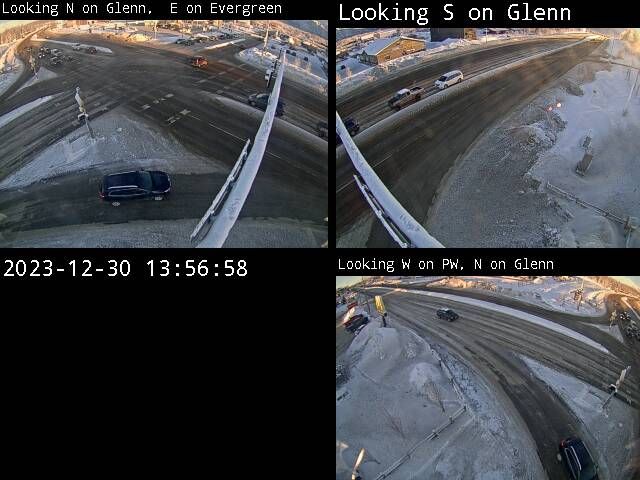 Looking N on Glenn, E on Evergreen
Looking S on Glenn
2023-12-30 13:56:58
Looking W on PW, N on Glenn